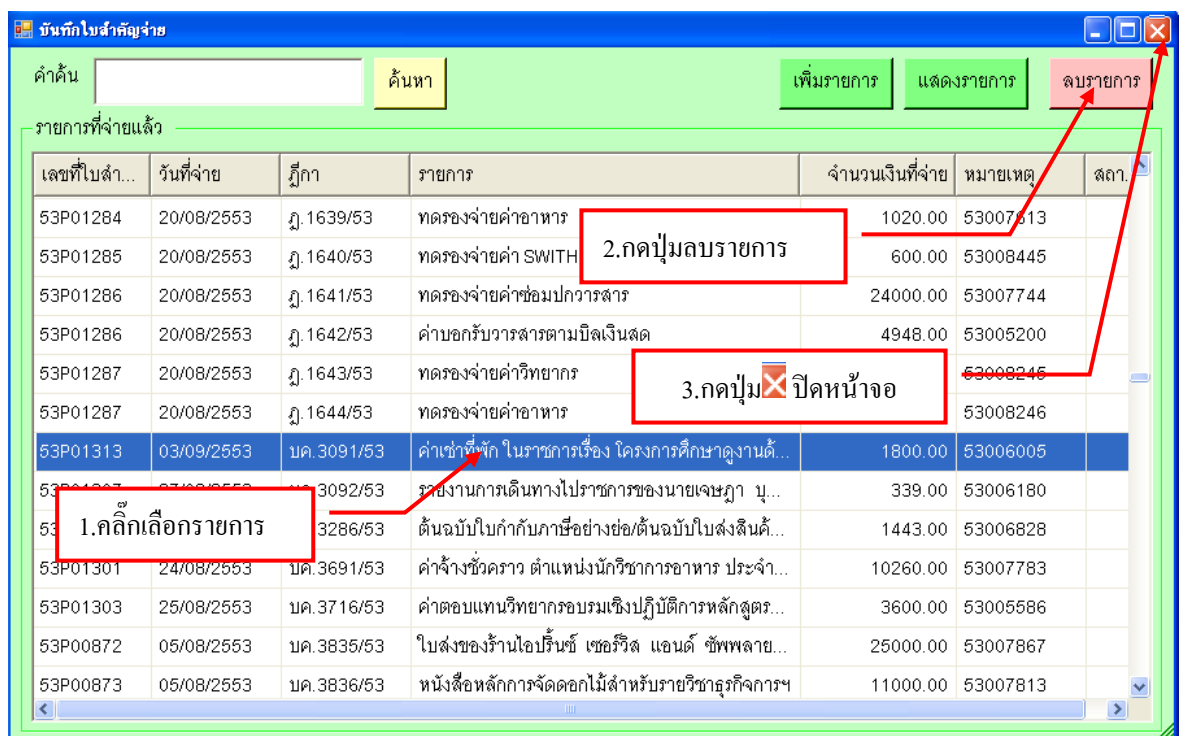 บันทึกใบสำคัญจ่าย
คำค้น ค้นหา เพิ่มรายการ แสดงรายการ ลบรายการ
รายการที่จ่ายแล้ว
เลขที่ใบสำ... วันที่จ่าย ฎีกา รายการ จำนวนเงินที่จ่าย หมายเหตุ สถา.
53P01284 20/08/2553 ฎ.1639/53 ทดรองจ่ายค่าอาหาร 1020.00 53007613
2.กดปุ่มลบรายการ
53P01285 20/08/2553 ฎ.1640/53 ทดรองจ่ายค่า SWITH 600.00 53008445
53P01286 20/08/2553 ฎ.1641/53 ทดรองจ่ายค่าซ่อมปกวารสาร 24000.00 53007744
53P01286 20/08/2553 ฎ.1642/53 ค่าบอกรับวารสารตามบิลเงินสด 4948.00 53005200
53P01287 20/08/2553 ฎ.1643/53 ทดรองจ่ายค่าวิทยากร 53008245
3.กดปุ่ม ปิดหน้าจอ
53P01287 20/08/2553 ฎ.1644/53 ทดรองจ่ายค่าอาหาร 53008246
53P01313 03/09/2553 บค.3091/53 ค่าเช่าที่พัก ในราชการเรื่อง โครงการศึกษาดูงานด้... 1800.00 53006005
3092/53 รายงานการเดินทางไปราชการของนายเจษฎา บุ... 339.00 53006180
1.คลิ๊กเลือกรายการ
53 3286/53 ต้นฉบับใบกำกับภาษีอย่างย่อ/ต้นฉบับใบส่งสินค้... 1443.00 53006828
53P01301 24/08/2553 บค.3691/53 ค่าจ้างชั่วคราว ตำแหน่งนักวิชาการอาหาร ประจำ... 10260.00 53007783
53P01303 25/08/2553 บค.3716/53 ค่าตอบแทนวิทยากรอบรมเชิงปฏิบัติการหลักสูตร... 3600.00 53005586
53P00872 05/08/2553 บค.3835/53 ใบส่งของร้านไอปริ้นซ์ เซอร์วิส แอนด์ ซัพพลาย... 25000.00 53007867
53P00873 05/08/2553 บค.3836/53 หนังสือหลักการจัดดอกไม้สำหรับรายวิชาธุรกิจการฯ 11000.00 53007813